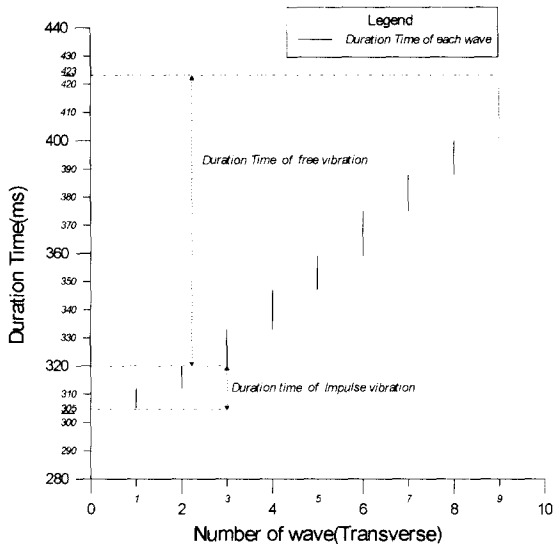 Legend
Duration Time of each wave
440
430
423
420
410
400
390
380
370
360
350
340
330
320
310
305
300
290
280
Duration Time of free vibration
Duration time of Impulse vibration
Duration Time(ms)
0 1 2 3 4 5 6 7 8 9 10
Number of wave(Transverse)